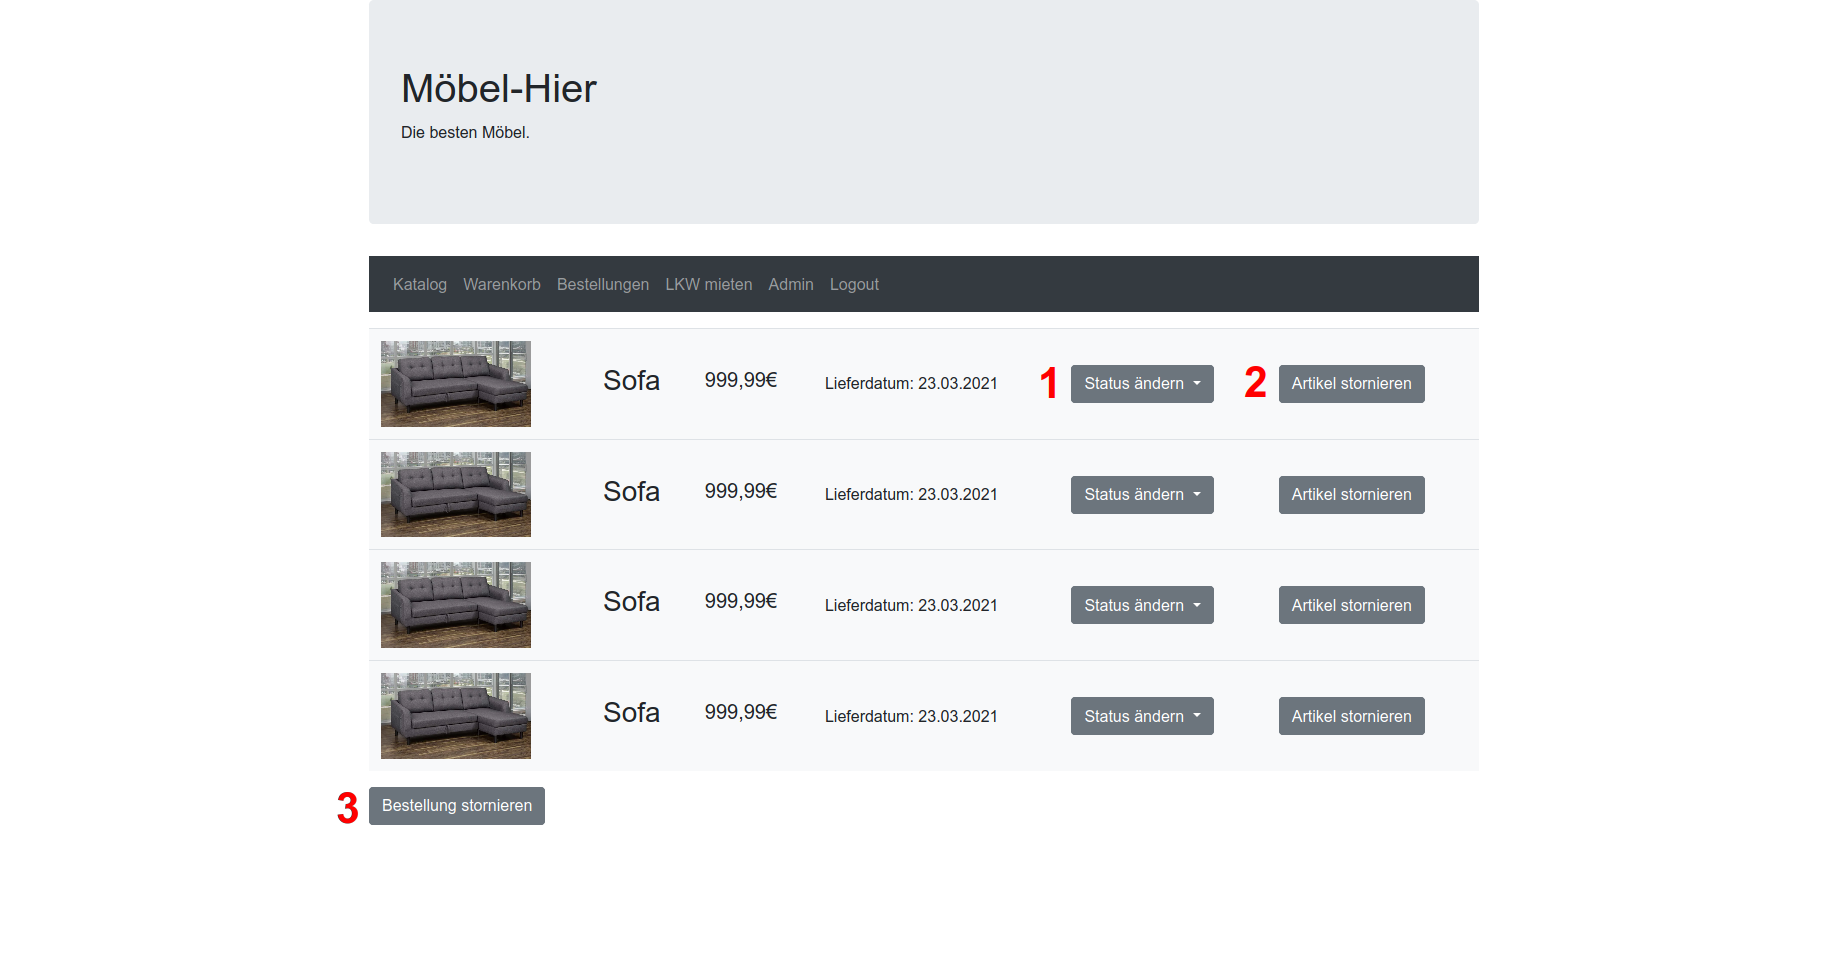 Möbel-Hier
Die besten Möbel.
Katalog Warenkorb Bestellungen LKW mieten Admin Logout
Sofa 999,99€ Lieferdatum: 23.03.2021 1 Status ändern 2 Artikel stornieren
Sofa 999,99€ Lieferdatum: 23.03.2021 Status ändern Artikel stornieren
Sofa 999,99€ Lieferdatum: 23.03.2021 Status ändern Artikel stornieren
Sofa 999,99€ Lieferdatum: 23.03.2021 Status ändern Artikel stornieren
3 Bestellung stornieren